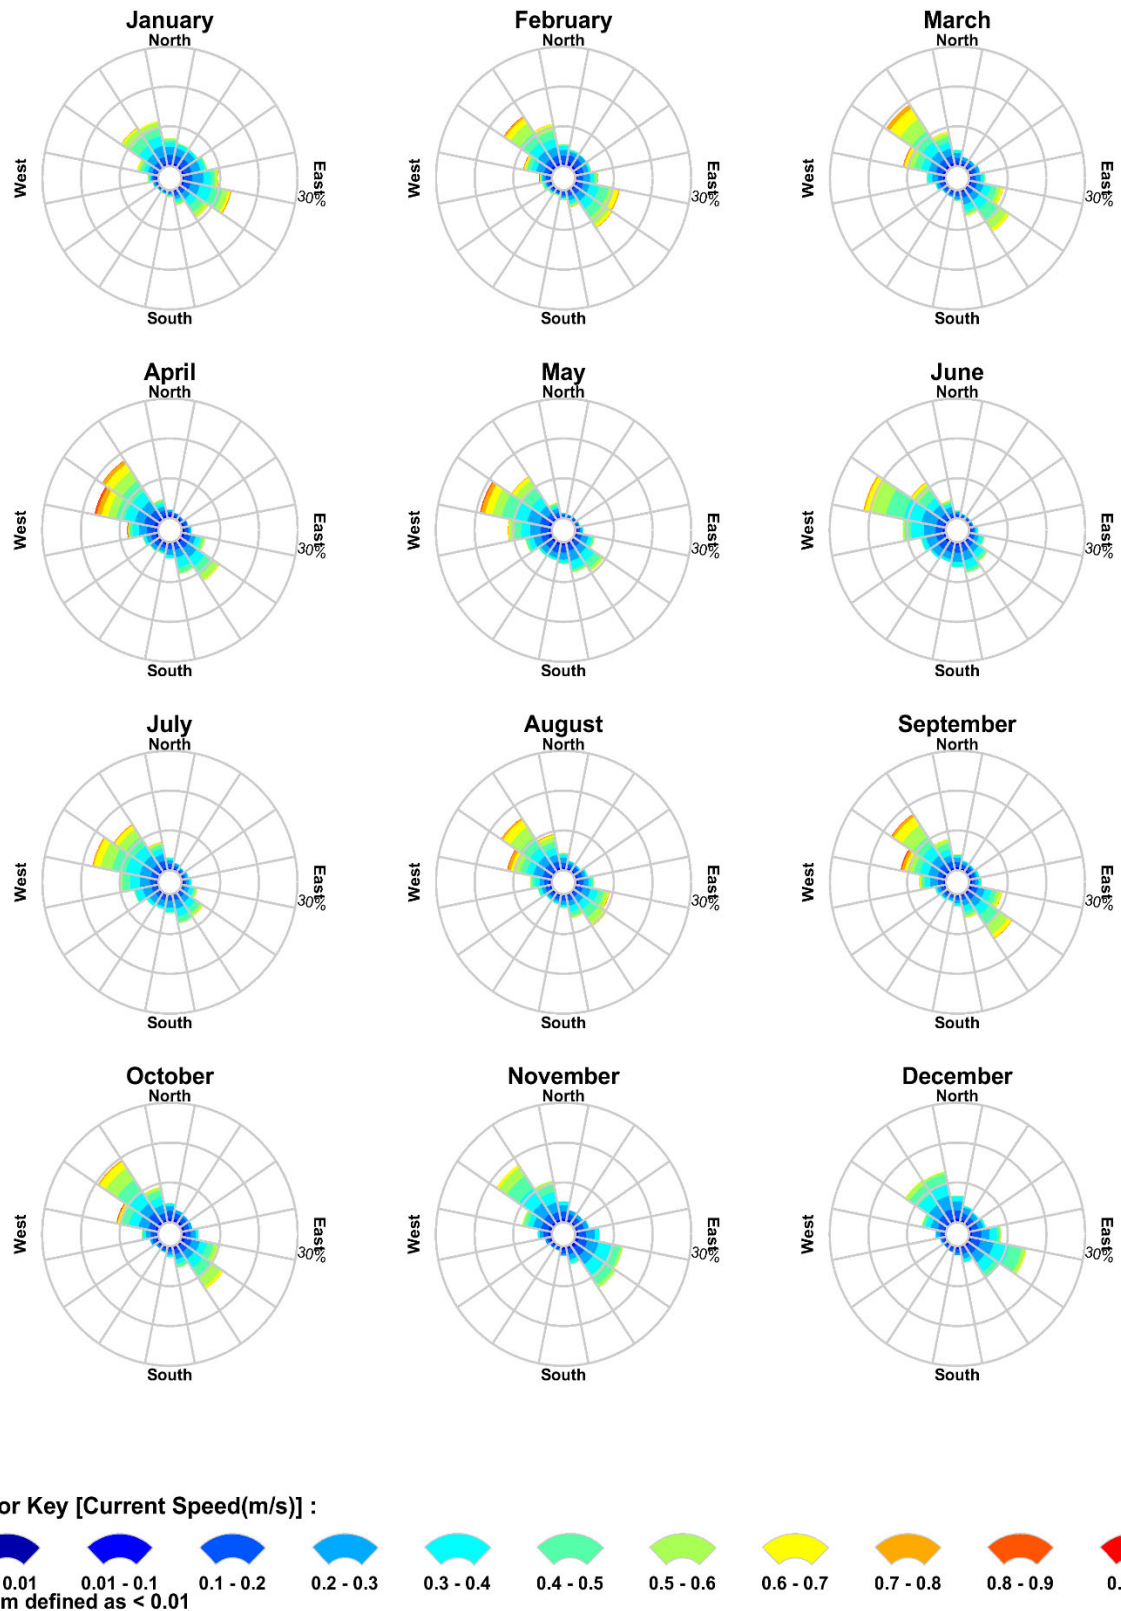 January February March
North North North
West East 30% West East 30% West East 30%
South South South
April May June
North North North
West East 30% West East 30% West East 30%
South South South
July August September
North North North
West East 30% West East 30% West East 30%
South South South
October November December
North North North
West East 30% West East 30% West East 30%
South South South
or Key [Current Speed(m/s)] :
0.01 0.01 - 0.1 0.1 - 0.2 0.2 - 0.3 0.3 - 0.4 0.4 - 0.5 0.5 - 0.6 0.6 - 0.7 0.7 - 0.8 0.8 - 0.9 0.
m defined as < 0.01